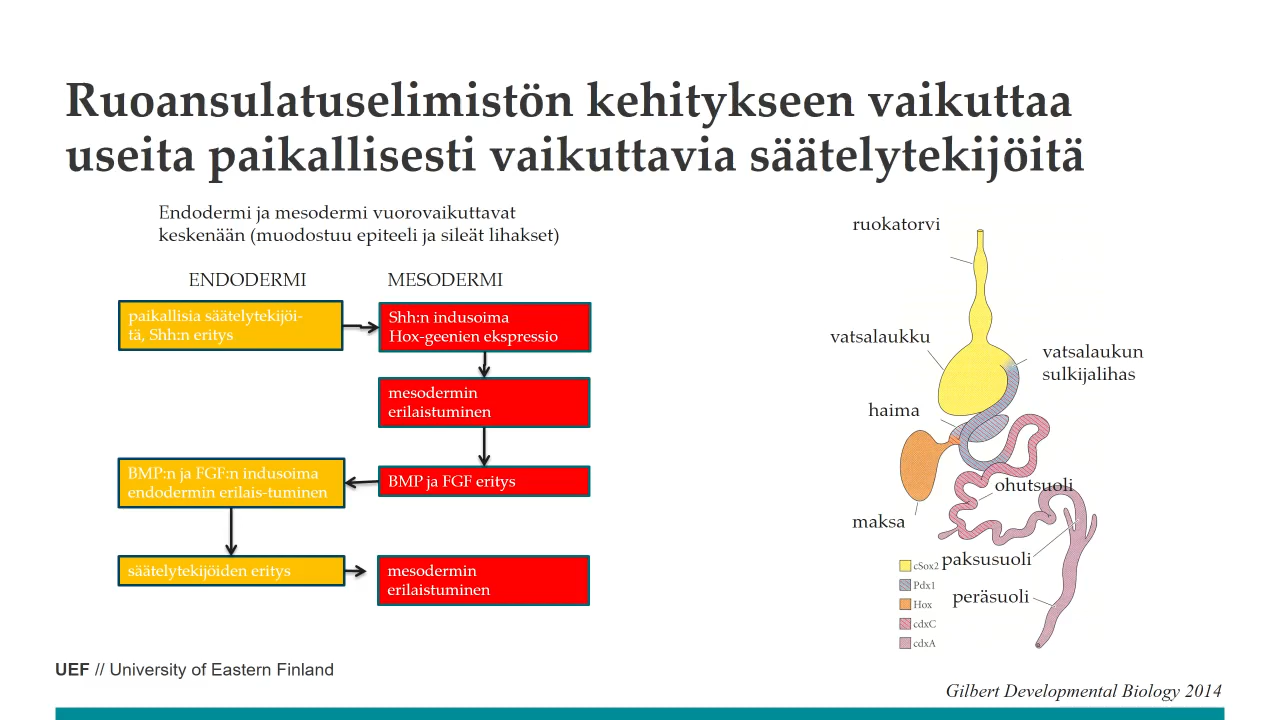 Ruoansulatuselimistön kehitykseen vaikuttaa
useita paikallisesti vaikuttavia säätelytekijöitä
Endodermi ja mesodermi vuorovaikuttavat
keskenään (muodostuu epiteeli ja sileät lihakset)
ENDODERMI
MESODERMI
paikallisia säätelytekijöi-
tä, Shh:n eritys
Shh:n indusoima
Hox-geenien ekspressio
mesodermin
erilaistuminen
BMP:n ja FGF:n indusoima
endodermin erilais-tuminen
BMP ja FGF eritys
säätelytekijöiden eritys
mesodermin
erilaistuminen
ruokatorvi
vatsalaukku
vatsalaukun
sulkijalihas
haima
ohutsuoli
maksa
paksusuoli
peräsuoli
cSox2
Pdx1
Hox
cdxC
cdxA
UEF // University of Eastern Finland
Gilbert Developmental Biology 2014